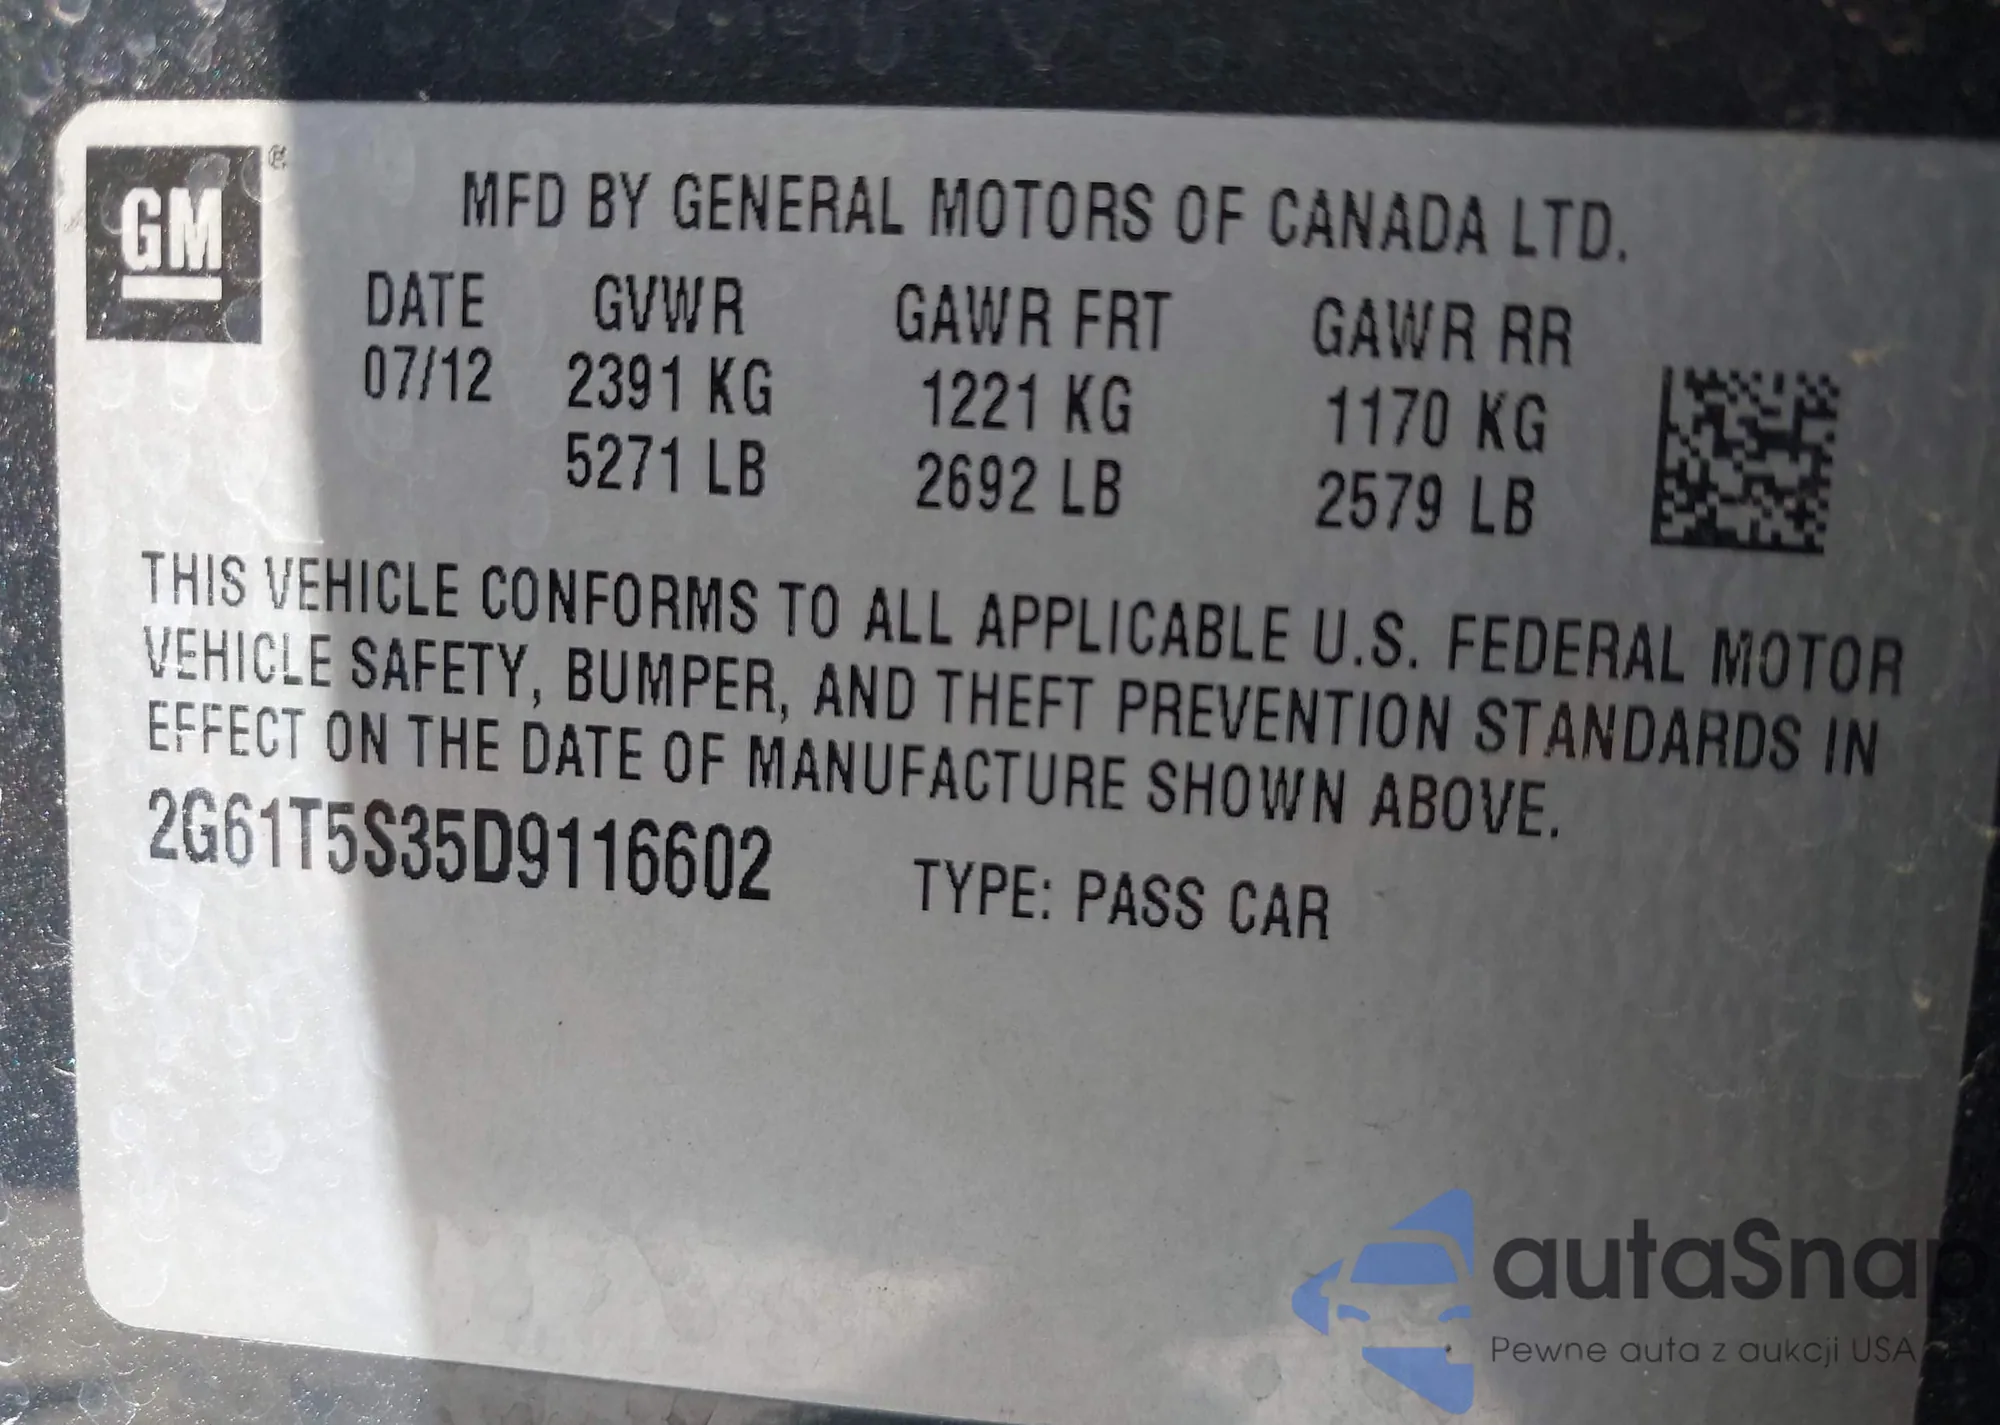 GM ®
MFD BY GENERAL MOTORS OF CANADA LTD.
DATE GVWR GAWR FRT GAWR RR
07/12 2391 KG 1221 KG 1170 KG
5271 LB 2692 LB 2579 LB
THIS VEHICLE CONFORMS TO ALL APPLICABLE U.S. FEDERAL MOTOR
VEHICLE SAFETY, BUMPER, AND THEFT PREVENTION STANDARDS IN
EFFECT ON THE DATE OF MANUFACTURE SHOWN ABOVE.
2G61T5S35D9116602 TYPE: PASS CAR
autaSnap
Pewne auta z aukcji USA